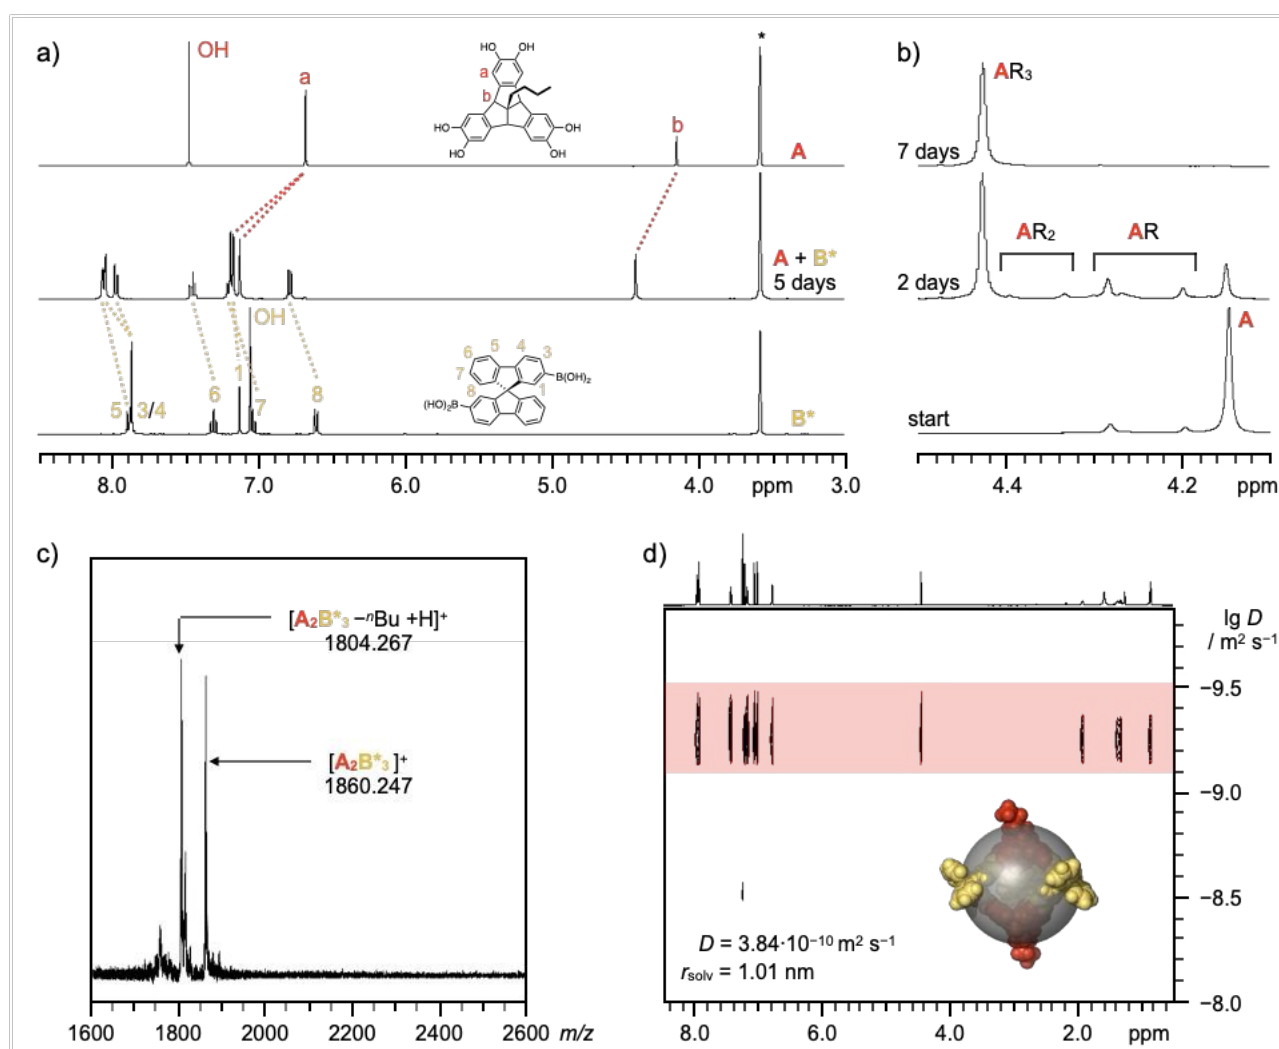 a)
OH
a
b
*
HO
OH
a
b
HO
HO
OH
OH
A
A + B*
5 days
OH
5
3/4
6
1
7
8
6
5
4
3
7
8
1
B(OH)₂
(HO)₂B
B*
8.0
7.0
6.0
5.0
4.0
ppm
3.0
b)
AR₃
7 days
AR₂
AR
2 days
A
start
4.4
4.2
ppm
c)
[A₂B*₃ –ⁿBu +H]⁺
1804.267
[A₂B*₃]⁺
1860.247
1600
1800
2000
2200
2400
2600
m/z
d)
lg D
/ m² s⁻¹
−9.5
−9.0
−8.5
−8.0
D = 3.84·10⁻¹⁰ m² s⁻¹
rsolv = 1.01 nm
8.0
6.0
4.0
2.0
ppm